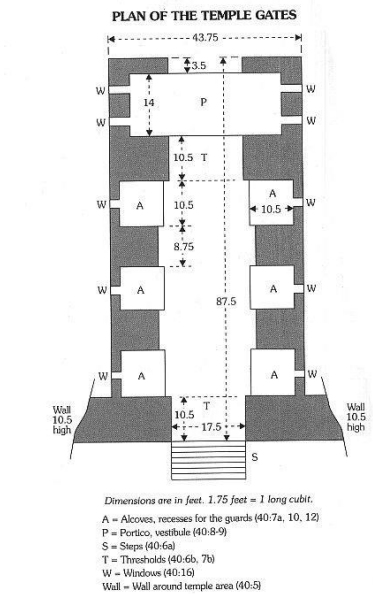 PLAN OF THE TEMPLE GATES
43.75
3.5
W
14
P
W
W
W
10.5 T
A
10.5
A
10.5
W
W
8.75
W
A
A
W
87.5
W
A
A
W
Wall
10.5
high
10.5
T
17.5
Wall
10.5
high
S
Dimensions are in feet. 1.75 feet = 1 long cubit.
A = Alcoves, recesses for the guards (40:7a, 10, 12)
P = Portico, vestibule (40:8-9)
S = Steps (40:6a)
T = Thresholds (40:6b, 7b)
W = Windows (40:16)
Wall = Wall around temple area (40:5)